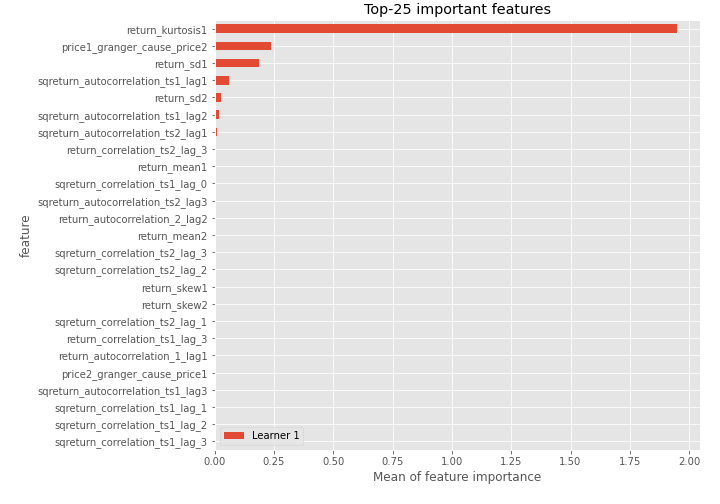 Top-25 important features
return_kurtosis1
price1_granger_cause_price2
return_sd1
sqreturn_autocorrelation_ts1_lag1
return_sd2
sqreturn_autocorrelation_ts1_lag2
sqreturn_autocorrelation_ts2_lag1
return_correlation_ts2_lag_3
return_mean1
sqreturn_correlation_ts1_lag_0
sqreturn_autocorrelation_ts2_lag3
return_autocorrelation_2_lag2
return_mean2
sqreturn_correlation_ts2_lag_3
sqreturn_correlation_ts2_lag_2
return_skew1
return_skew2
sqreturn_correlation_ts2_lag_1
return_correlation_ts1_lag_3
return_autocorrelation_1_lag1
price2_granger_cause_price1
sqreturn_autocorrelation_ts1_lag3
sqreturn_correlation_ts1_lag_1
sqreturn_correlation_ts1_lag_2
sqreturn_correlation_ts1_lag_3
feature
Learner 1
0.00 0.25 0.50 0.75 1.00 1.25 1.50 1.75 2.00
Mean of feature importance